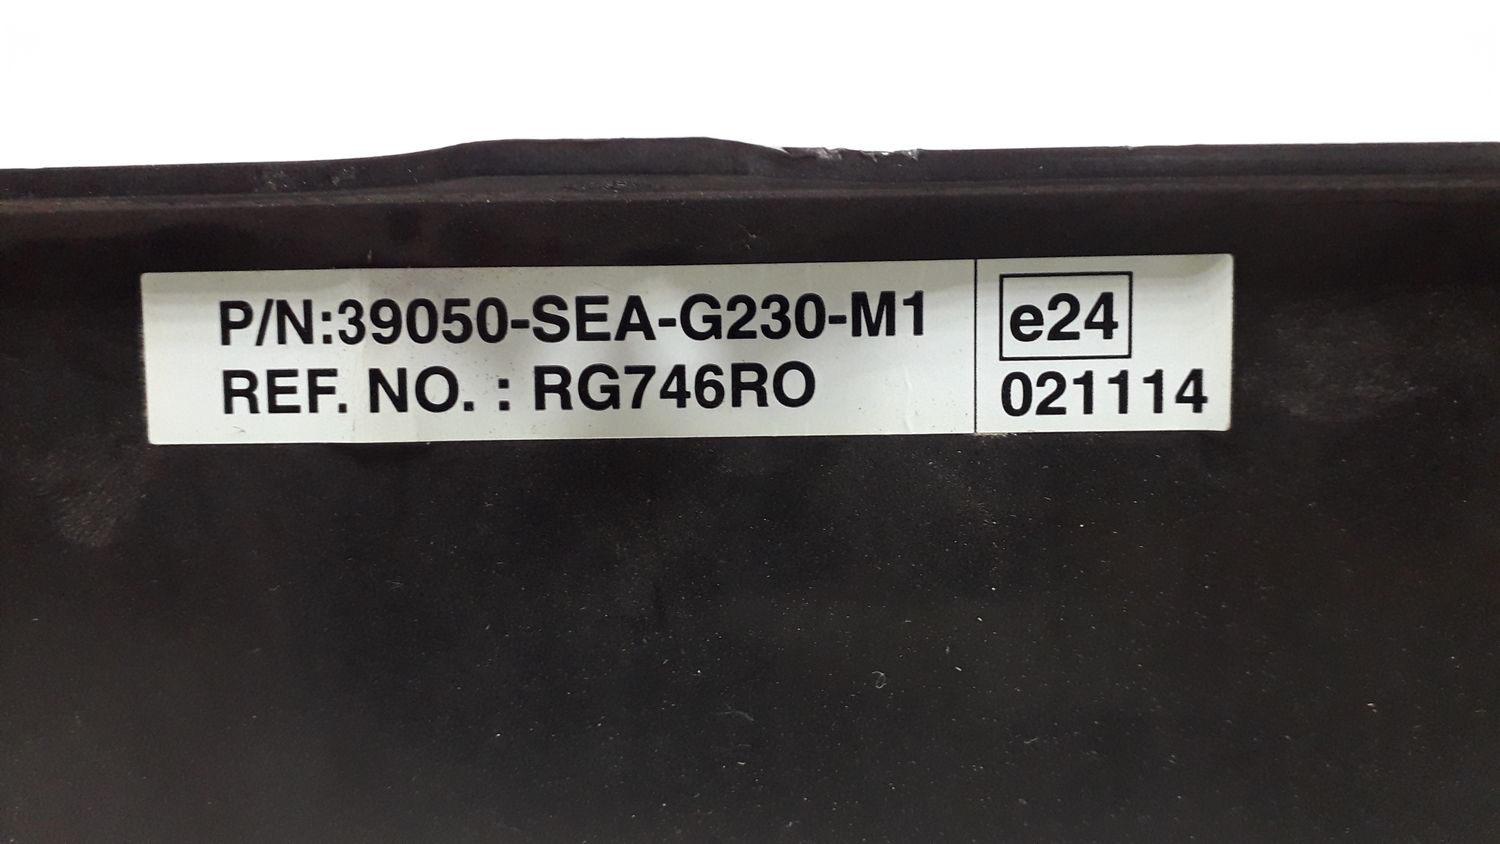 P/N:39050-SEA-G230-M1
REF. NO. : RG746RO
e24
021114